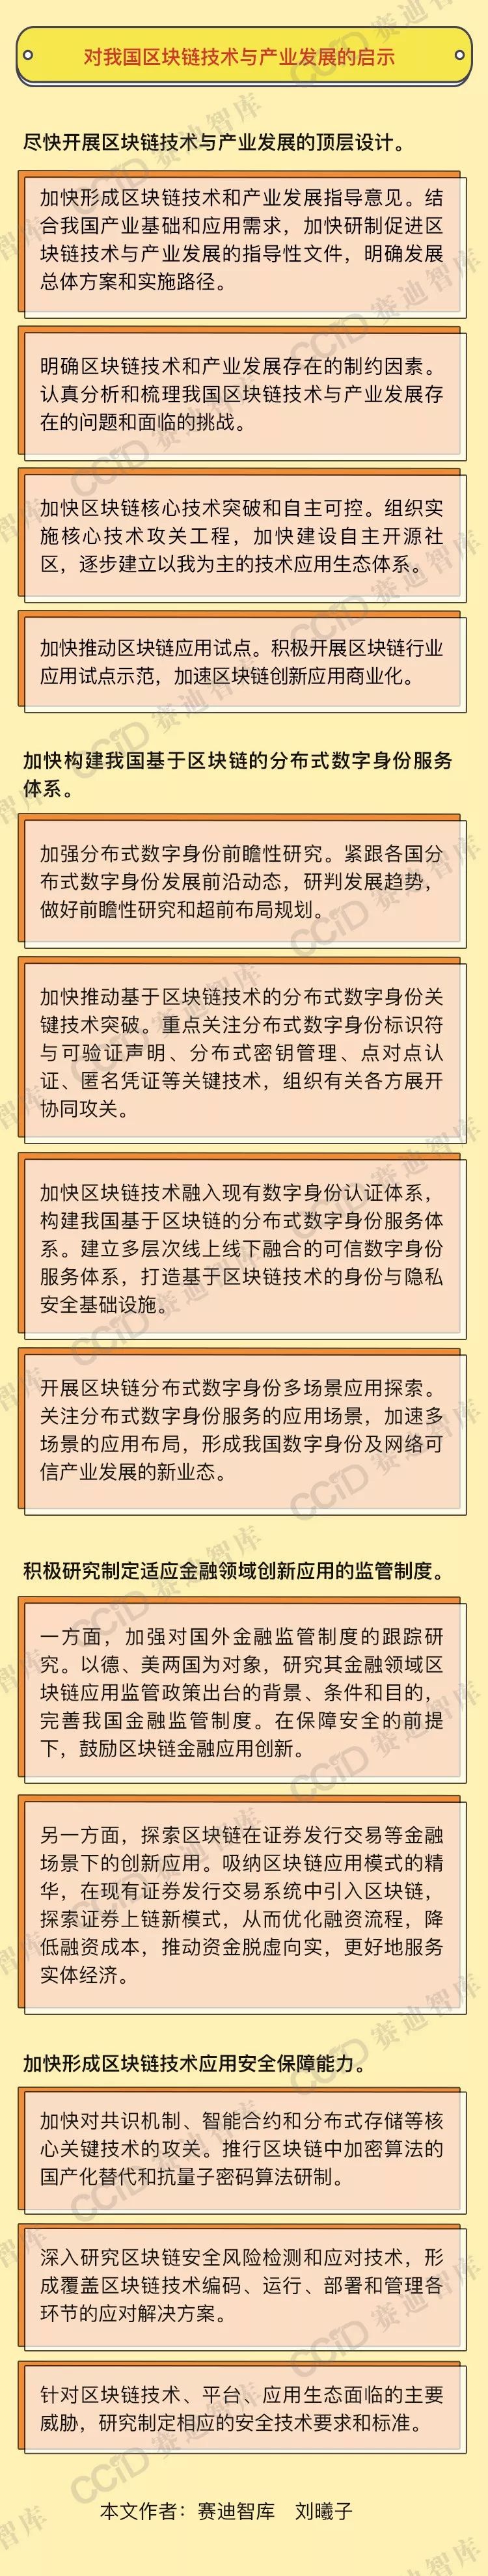 对我国区块链技术与产业发展的启示
尽快开展区块链技术与产业发展的顶层设计。
加快形成区块链技术和产业发展指导意见。结
合我国产业基础和应用需求，加快研制促进区
块链技术与产业发展的指导性文件，明确发展
总体方案和实施路径。
明确区块链技术和产业发展存在的制约因素。
认真分析和梳理我国区块链技术与产业发展存
在的问题和面临的挑战。
加快区块链核心技术突破和自主可控。组织实
施核心技术攻关工程，加快建设自主开源社
区，逐步建立以我为主的技术应用生态体系。
加快推动区块链应用试点。积极开展区块链行业
应用试点示范，加速区块链创新应用商业化。
加快构建我国基于区块链的分布式数字身份服务
体系。
加强分布式数字身份前瞻性研究。紧跟各国分
布式数字身份发展前沿动态，研判发展趋势，
做好前瞻性研究和超前布局规划。
加快推动基于区块链技术的分布式数字身份关
键技术突破。重点关注分布式数字身份标识符
与可验证声明、分布式密钥管理、点对点认
证、匿名凭证等关键技术，组织有关各方展开
协同攻关。
加快区块链技术融入现有数字身份认证体系，
构建我国基于区块链的分布式数字身份服务体
系。建立多层次线上线下融合的可信数字身份
服务体系，打造基于区块链技术的身份与隐私
安全基础设施。
开展区块链分布式数字身份多场景应用探索。
关注分布式数字身份服务的应用场景，加速多
场景的应用布局，形成我国数字身份及网络可
信产业发展的新业态。
积极研究制定适应金融领域创新应用的监管制度。
一方面，加强对国外金融监管制度的跟踪研
究。以德、美两国为对象，研究其金融领域区
块链应用监管政策出台的背景、条件和目的，
完善我国金融监管制度。在保障安全的前提
下，鼓励区块链金融应用创新。
另一方面，探索区块链在证券发行交易等金融
场景下的创新应用。吸纳区块链应用模式的精
华，在现有证券发行交易系统中引入区块链，
探索证券上链新模式，从而优化融资流程，降
低融资成本，推动资金脱虚向实，更好地服务
实体经济。
加快形成区块链技术应用安全保障能力。
加快对共识机制、智能合约和分布式存储等核
心关键技术的攻关。推行区块链中加密算法的
国产化替代和抗量子密码算法研制。
深入研究区块链安全风险检测和应对技术，形
成覆盖区块链技术编码、运行、部署和管理各
环节的应对解决方案。
针对区块链技术、平台、应用生态面临的主要
威胁，研究制定相应的安全技术要求和标准。
本文作者：赛迪智库 刘曦子
CCID 赛迪智库